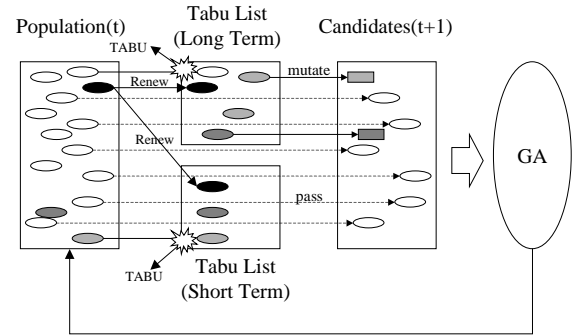 Population(t)
Tabu List
(Long Term)
Candidates(t+1)
TABU
mutate
Renew
Renew
GA
pass
TABU
Tabu List
(Short Term)